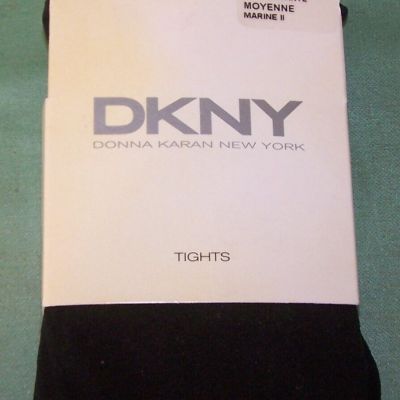 MOYENNE
MARINE II
DKNY
DONNA KARAN NEW YORK
TIGHTS